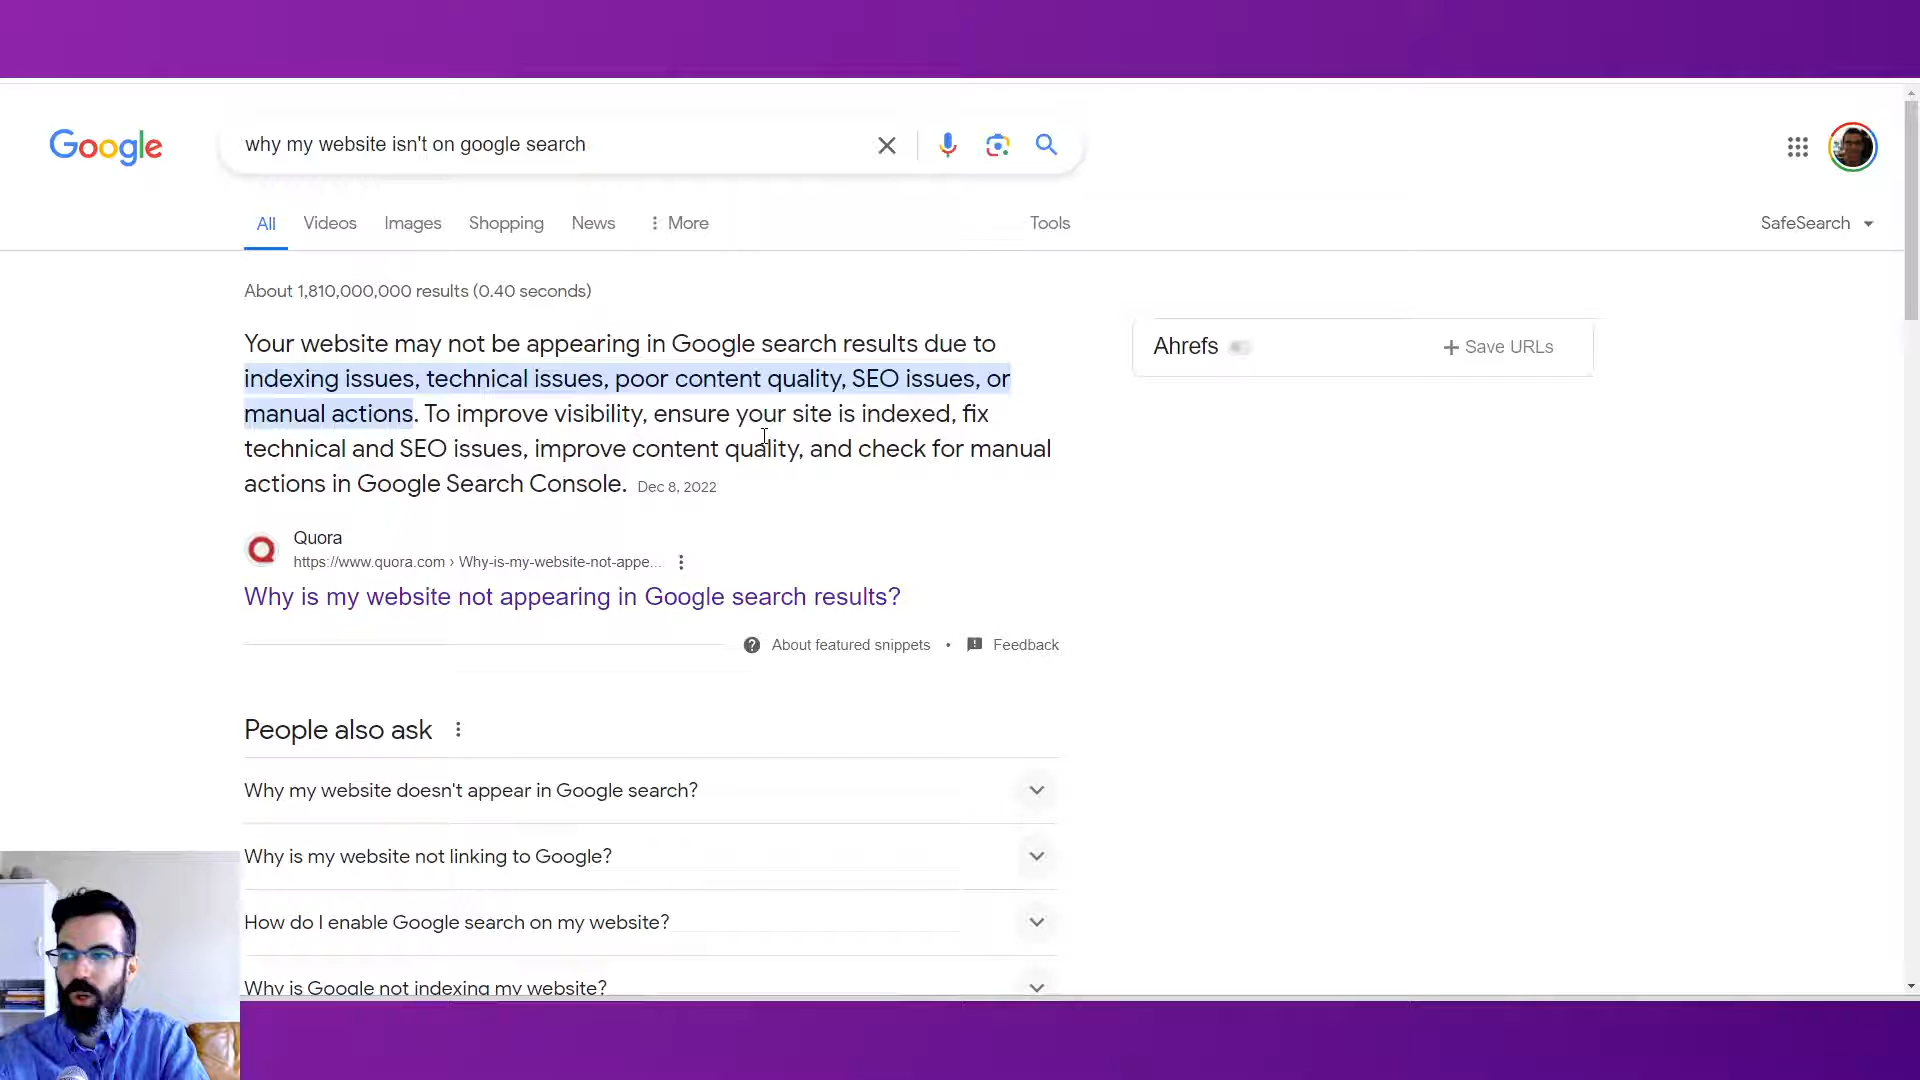 Google
why my website isn't on google search
All Videos Images Shopping News More Tools SafeSearch
About 1,810,000,000 results (0.40 seconds)
Your website may not be appearing in Google search results due to
indexing issues, technical issues, poor content quality, SEO issues, or
manual actions. To improve visibility, ensure your site is indexed, fix
technical and SEO issues, improve content quality, and check for manual
actions in Google Search Console. Dec 8, 2022
Ahrefs + Save URLs
Quora
https://www.quora.com › Why-is-my-website-not-appe...
Why is my website not appearing in Google search results?
About featured snippets • Feedback
People also ask
Why my website doesn't appear in Google search?
Why is my website not linking to Google?
How do I enable Google search on my website?
Why is Google not indexing my website?